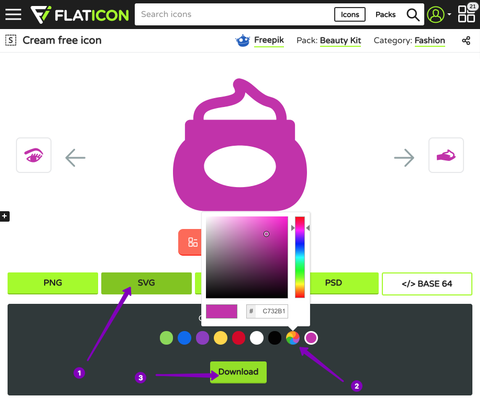 FLATICON
Search icons
Icons
Packs
21
S
Cream free icon
Freepik
Pack: Beauty Kit
Category: Fashion
PNG
SVG
PSD
</> BASE 64
# C732B1
1
2
3
Download